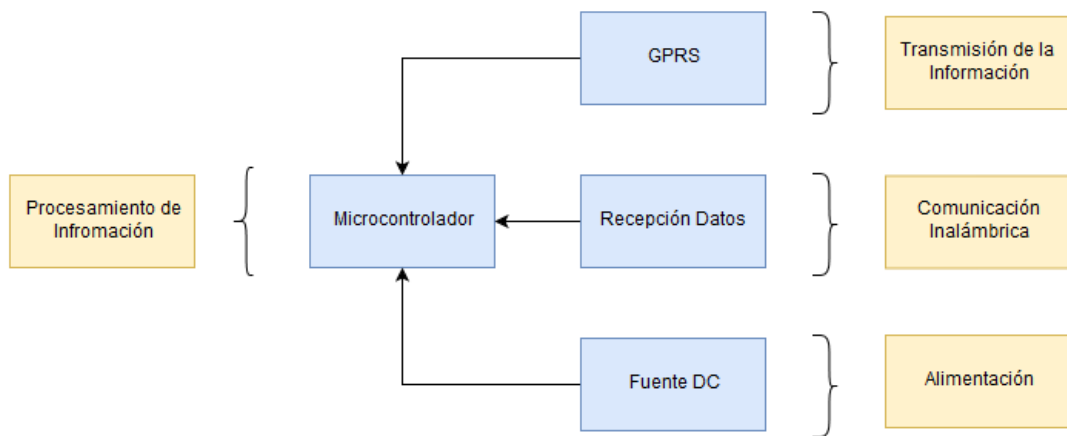 GPRS
Transmisión de la
Información
Procesamiento de
Infromación
Microcontrolador
Recepción Datos
Comunicación
Inalámbrica
Fuente DC
Alimentación